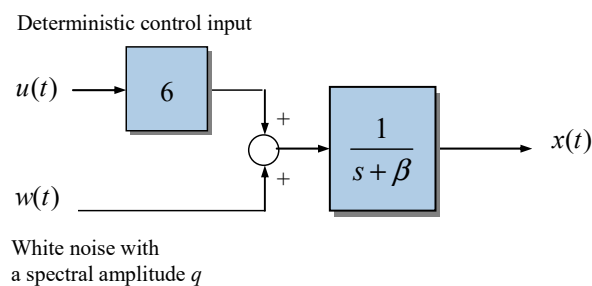 Deterministic control input
u(t)
6
+
1
s + β
x(t)
+
w(t)
White noise with
a spectral amplitude q